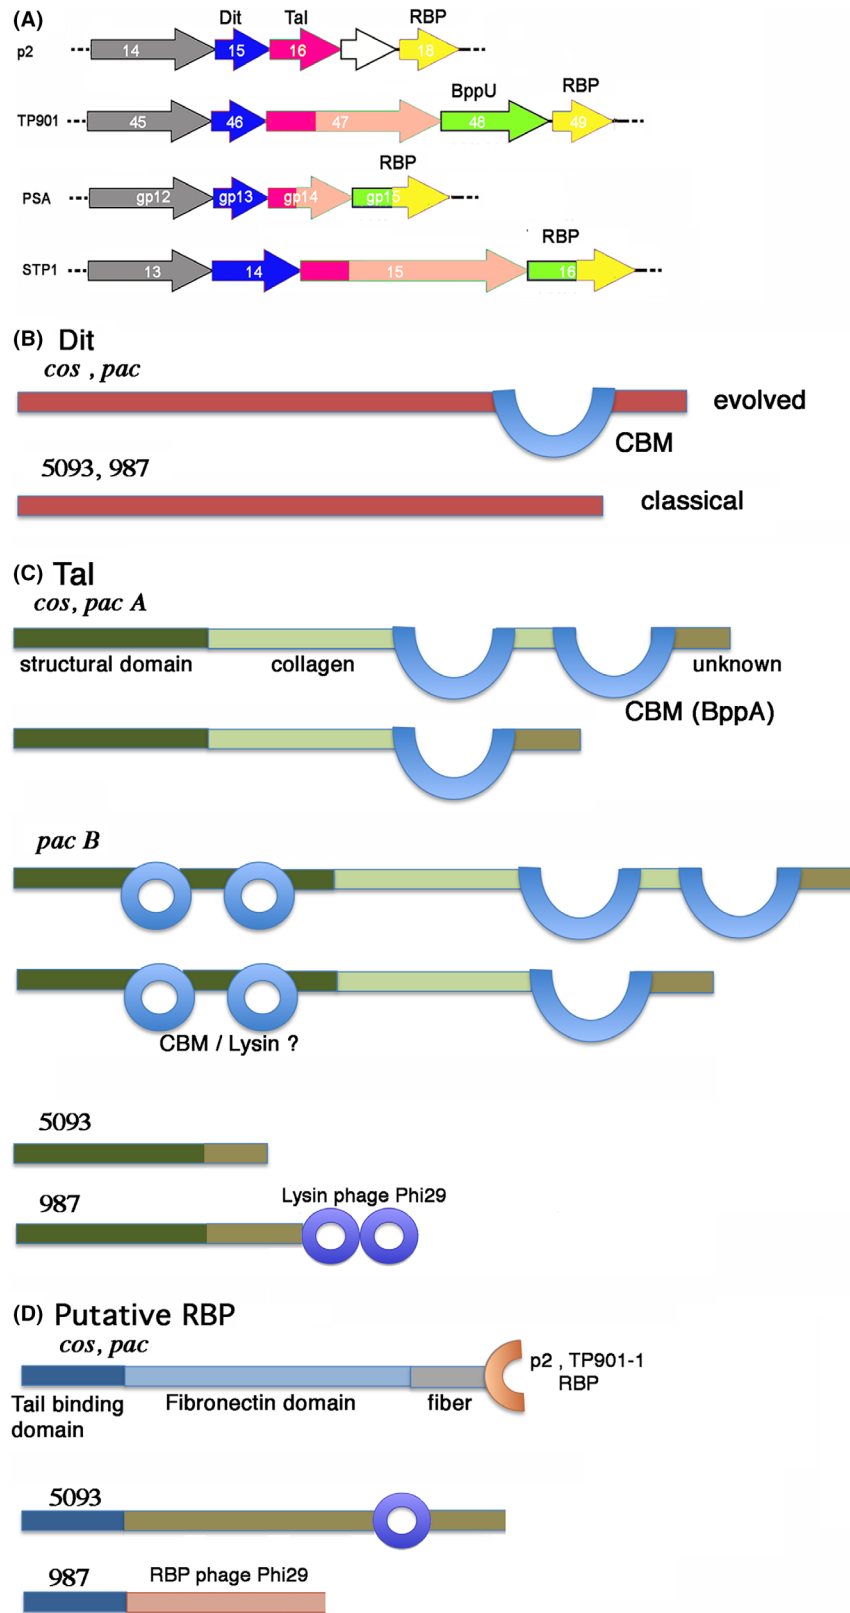 (A)
Dit Tal RBP
p2 14 15 16 18
BppU RBP
TP901 45 46 47 48 49
RBP
PSA gp12 gp13 gp14 gp15
RBP
STP1 13 14 15 16
(B) Dit
cos , pac
evolved
CBM
5093, 987
classical
(C) Tal
cos, pac A
structural domain collagen unknown
CBM (BppA)
pac B
CBM / Lysin ?
5093
987 Lysin phage Phi29
(D) Putative RBP
cos, pac
p2 , TP901-1
RBP
Tail binding
domain
Fibronectin domain fiber
5093
987 RBP phage Phi29